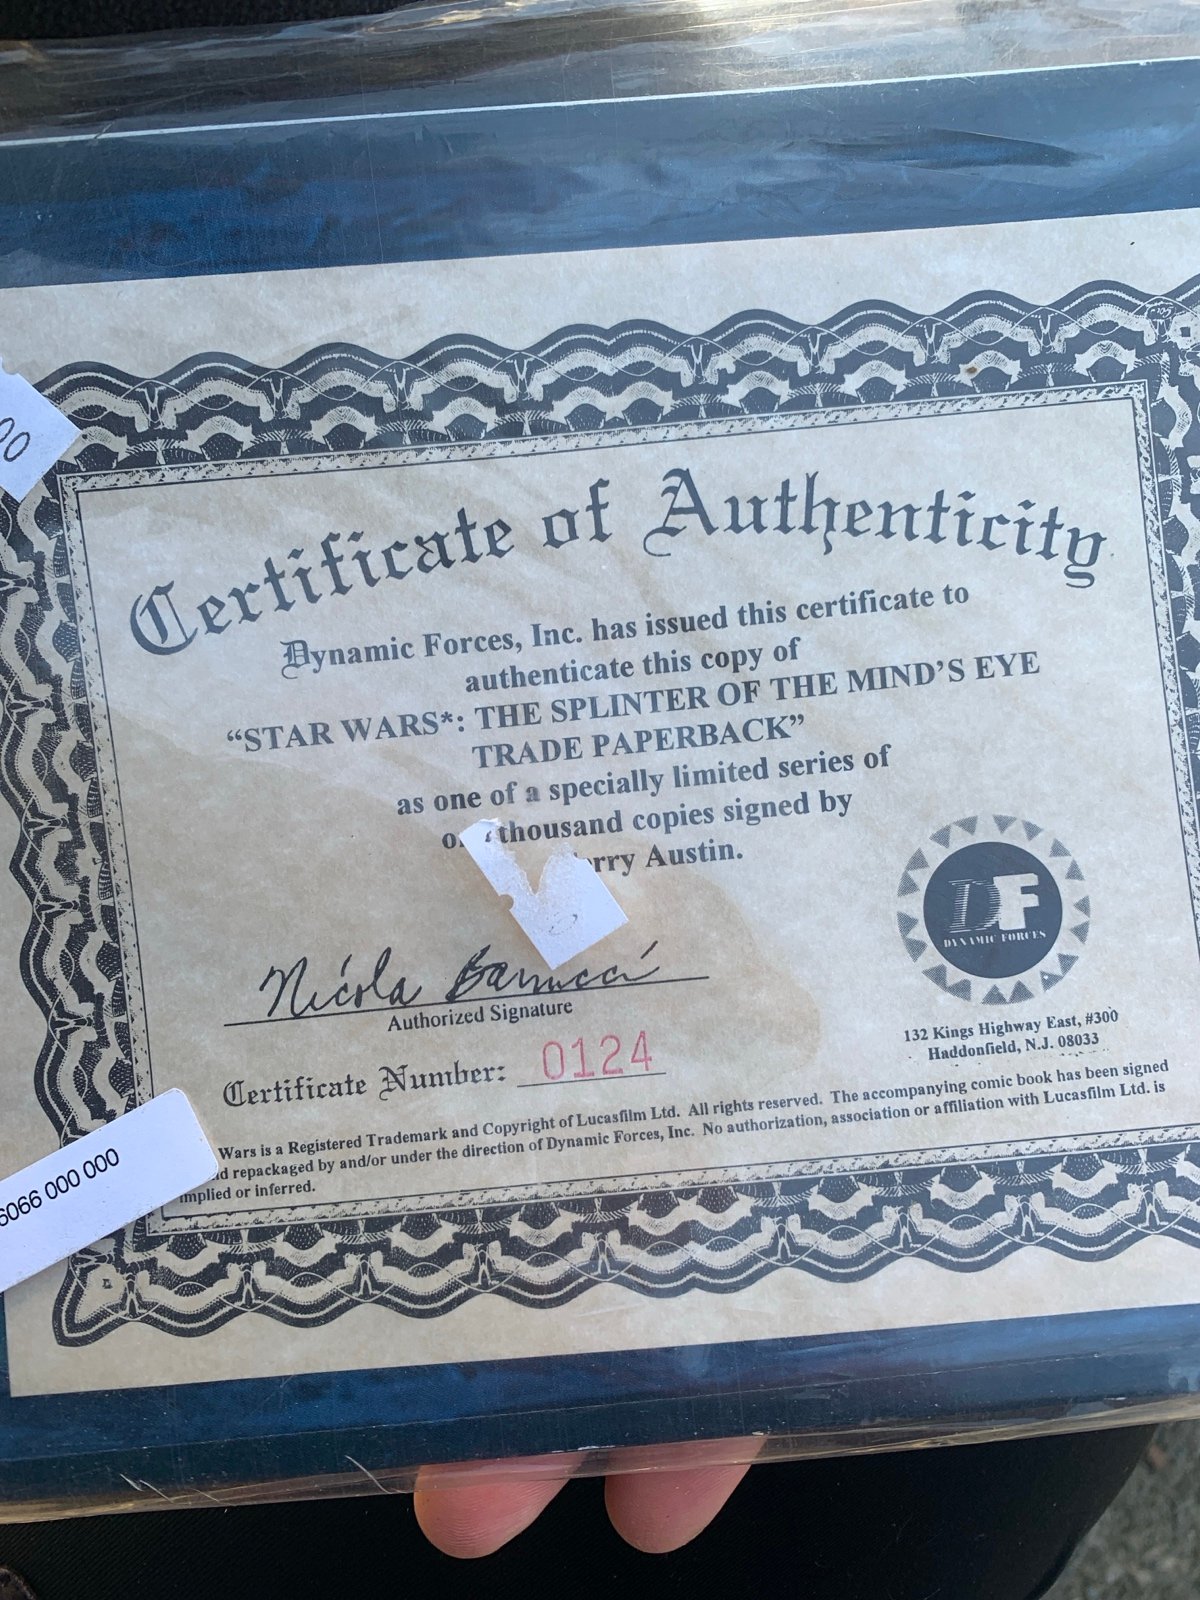 00
Certificate of Authenticity
Dynamic Forces, Inc. has issued this certificate to
authenticate this copy of
“STAR WARS*: THE SPLINTER OF THE MIND’S EYE
TRADE PAPERBACK”
as one of a specially limited series of
thousand copies signed by
Austin.
Nicola Barrucci
Authorized Signature
Certificate Number: 0124
DF
DYNAMIC FORCES
132 Kings Highway East, #300
Haddonfield, N.J. 08033
Wars is a Registered Trademark and Copyright of Lucasfilm Ltd. All rights reserved. The accompanying comic book has been signed
repackaged by and/or under the direction of Dynamic Forces, Inc. No authorization, association or affiliation with Lucasfilm Ltd. is
implied or inferred.
6066 000 000